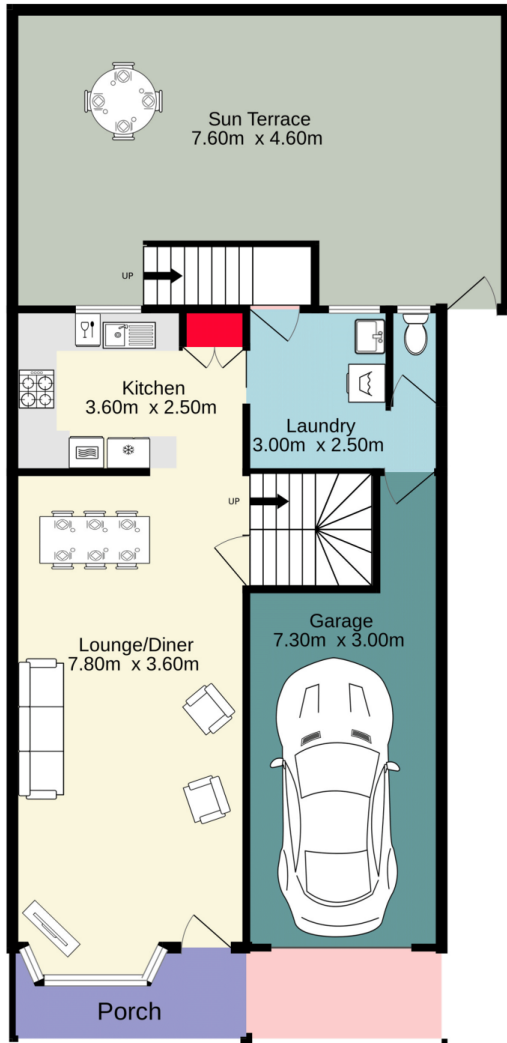 Sun Terrace
7.60m x 4.60m
UP
Kitchen
3.60m x 2.50m
Laundry
3.00m x 2.50m
UP
Garage
7.30m x 3.00m
Lounge/Diner
7.80m x 3.60m
Porch